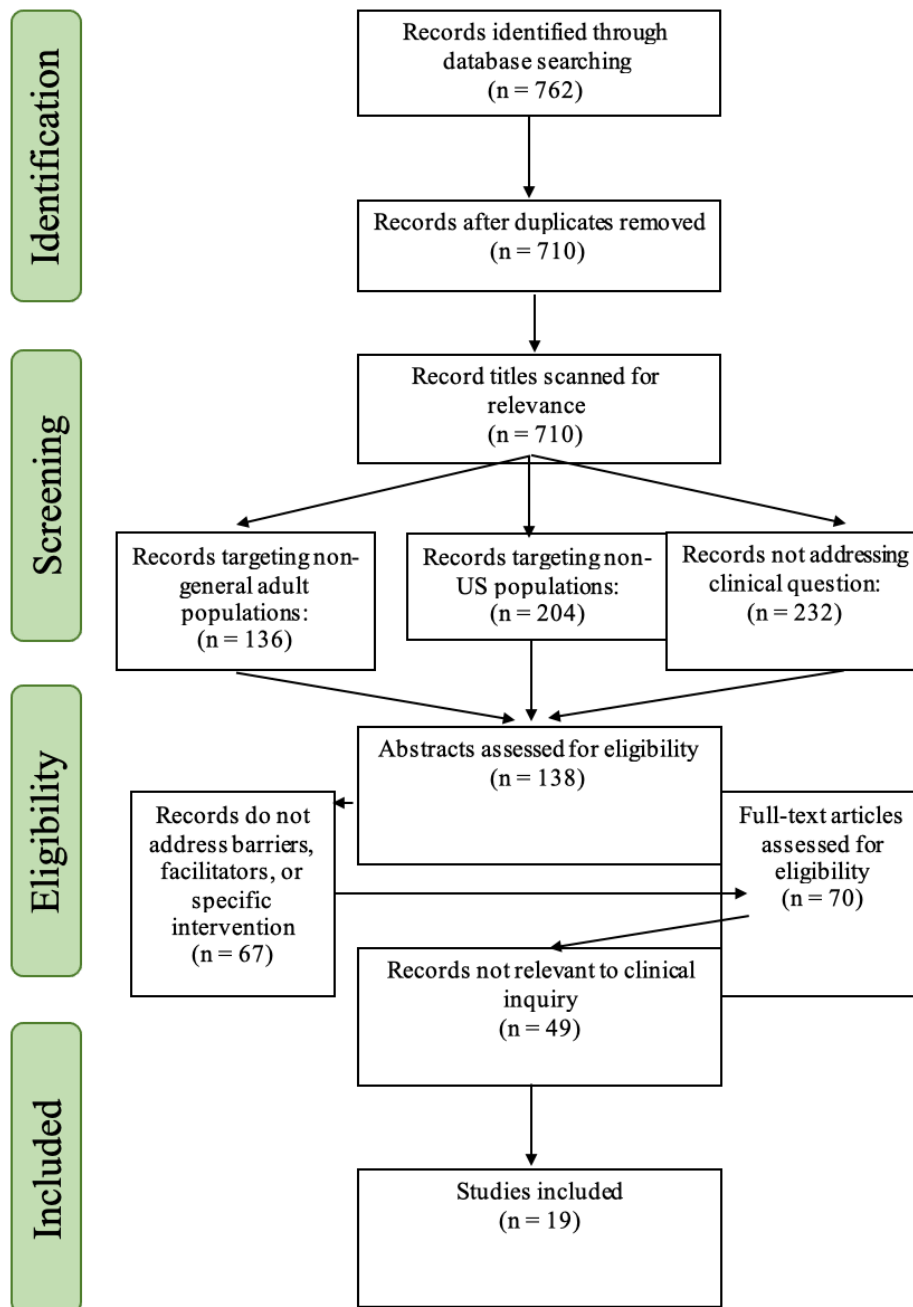 Identification
Records identified through
database searching
(n = 762)
Records after duplicates removed
(n = 710)
Screening
Record titles scanned for
relevance
(n = 710)
Records targeting non-
general adult
populations:
(n = 136)
Records targeting non-
US populations:
(n = 204)
Records not addressing
clinical question:
(n = 232)
Eligibility
Abstracts assessed for eligibility
(n = 138)
Records do not
address barriers,
facilitators, or
specific
intervention
(n = 67)
Full-text articles
assessed for
eligibility
(n = 70)
Records not relevant to clinical
inquiry
(n = 49)
Included
Studies included
(n = 19)